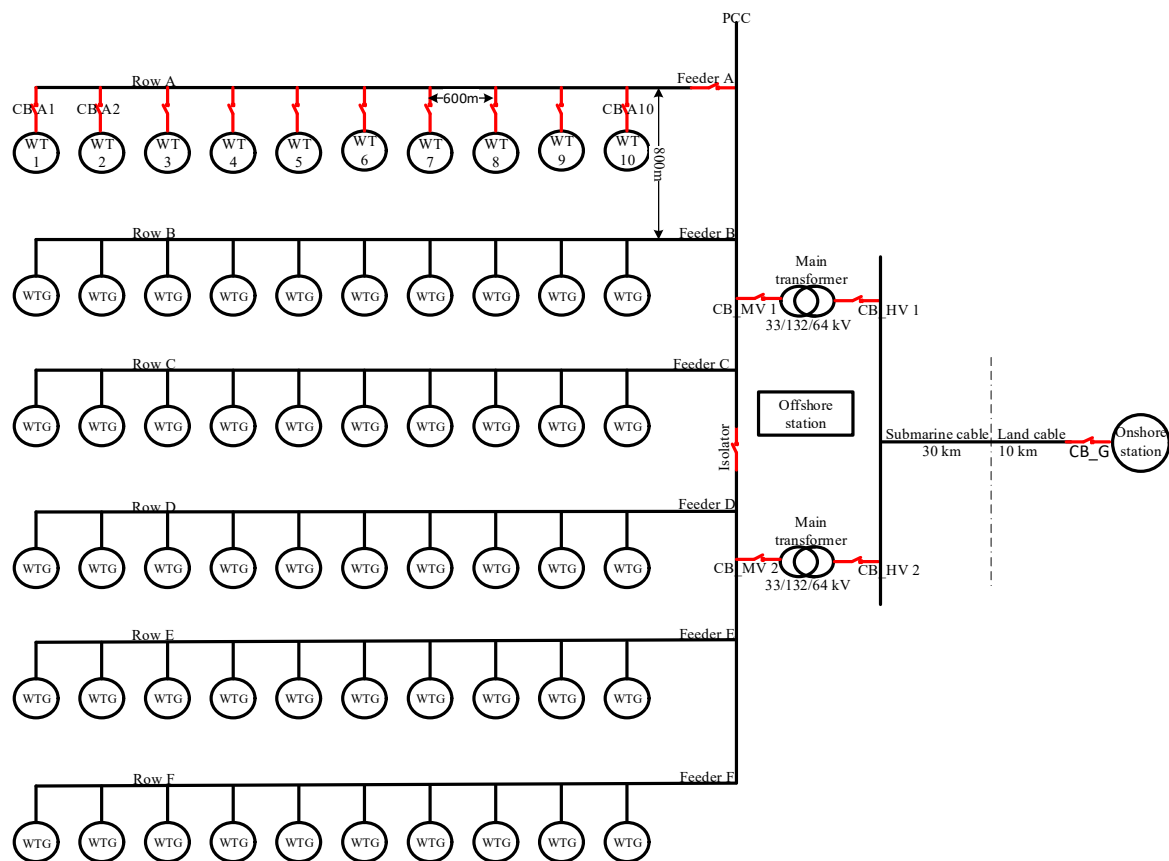 PCC
Row A
Feeder A
CB A1
CB A2
600m
CB A10
WT
1
WT
2
WT
3
WT
4
WT
5
WT
6
WT
7
WT
8
WT
9
WT
10
800m
Row B
Feeder B
WTG WTG WTG WTG WTG WTG WTG WTG WTG WTG
Main
transformer
CB_MV 1
CB_HV 1
33/132/64 kV
Row C
Feeder C
WTG WTG WTG WTG WTG WTG WTG WTG WTG WTG
Offshore
station
Isolator
Submarine cable
30 km
Land cable
10 km
CB_G
Onshore
station
Row D
Feeder D
WTG WTG WTG WTG WTG WTG WTG WTG WTG WTG
Main
transformer
CB_MV 2
CB_HV 2
33/132/64 kV
Row E
Feeder E
WTG WTG WTG WTG WTG WTG WTG WTG WTG WTG
Row F
Feeder F
WTG WTG WTG WTG WTG WTG WTG WTG WTG WTG